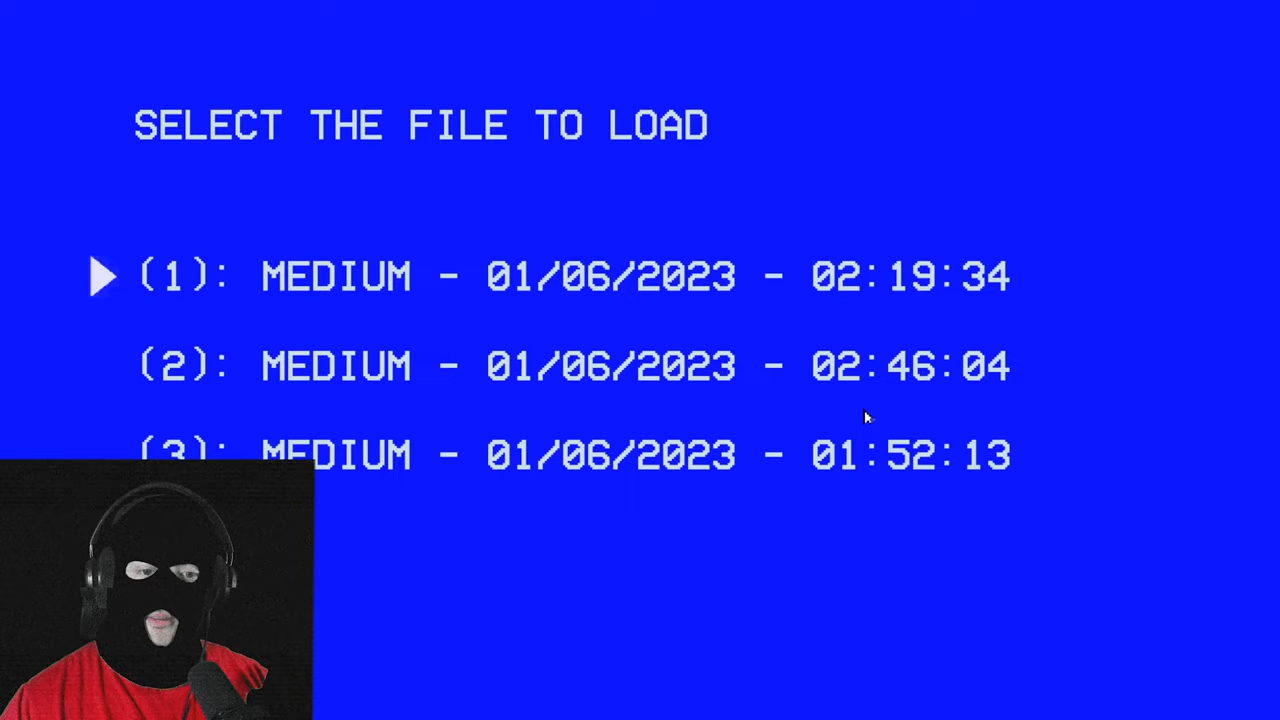 SELECT THE FILE TO LOAD
(1): MEDIUM - 01/06/2023 - 02:19:34
(2): MEDIUM - 01/06/2023 - 02:46:04
(3): MEDIUM - 01/06/2023 - 01:52:13